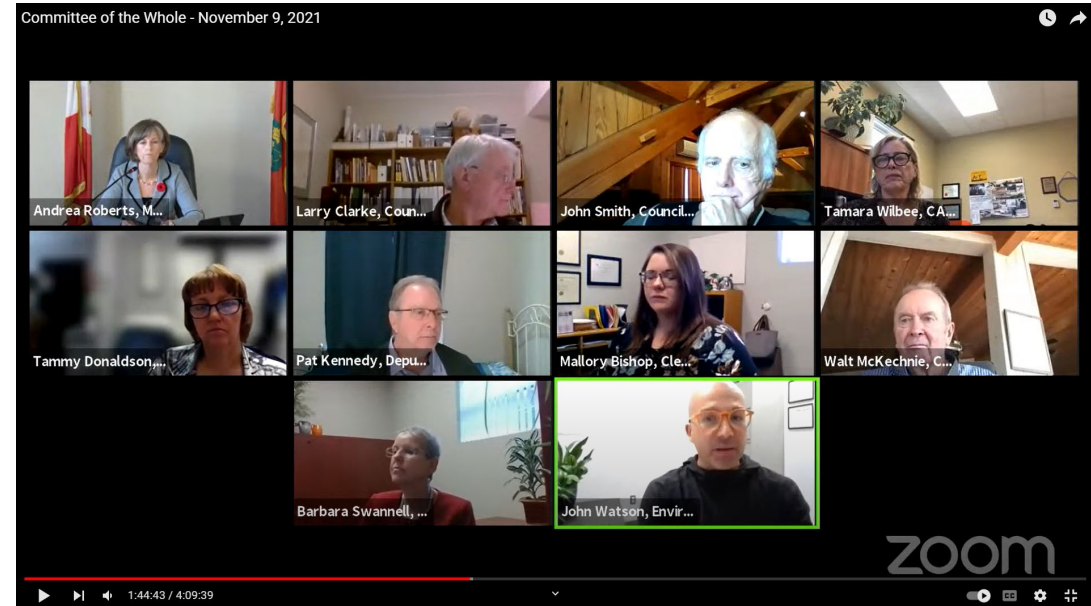 Committee of the Whole - November 9, 2021
Andrea Roberts, M...
Larry Clarke, Coun...
John Smith, Council...
Tamara Wilbee, CA...
Tammy Donaldson,...
Pat Kennedy, Depu...
Mallory Bishop, Cle...
Walt McKechnie, C...
Barbara Swannell, ...
John Watson, Envir...
zoom
1:44:43 / 4:09:39
CC